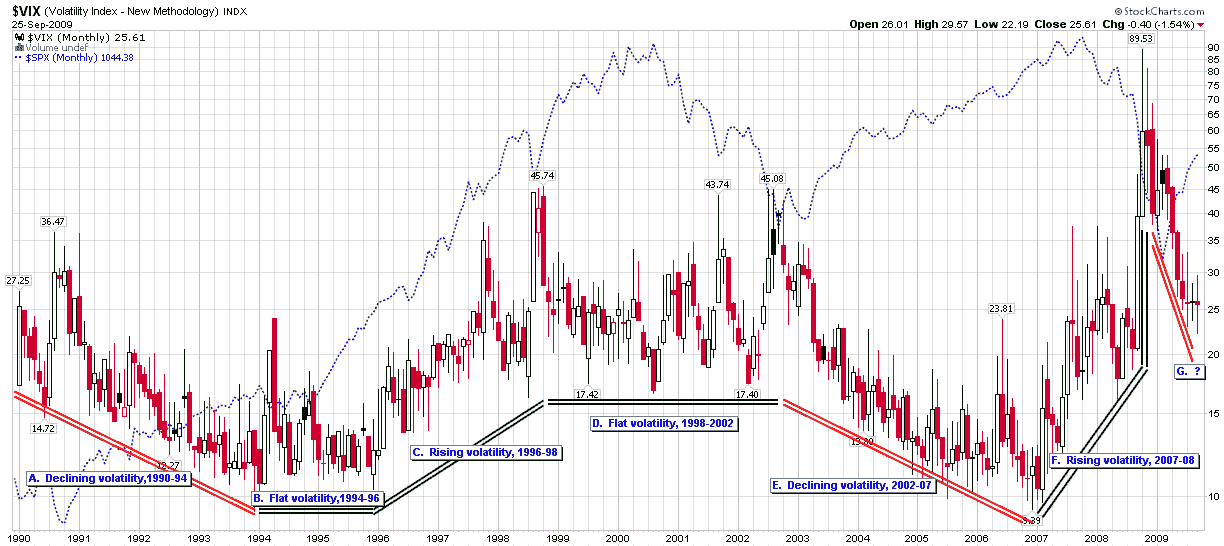 $VIX (Volatility Index - New Methodology) INDX
© StockCharts.com
25-Sep-2009
Open 26.01 High 29.57 Low 22.19 Close 25.61 Chg -0.40 (-1.54%)
$VIX (Monthly) 25.61
Volume undef
$SPX (Monthly) 1044.38
89.53
90
85
80
75
70
65
60
55
50
45
40
35
30
25
20
15
10
45.74
43.74
45.08
36.47
27.25
23.81
17.42
17.40
14.72
12.27
9.39
A. Declining volatility,1990-94
B. Flat volatility,1994-96
C. Rising volatility, 1996-98
D. Flat volatility, 1998-2002
E. Declining volatility, 2002-07
F. Rising volatility, 2007-08
G. ?
1990 1991 1992 1993 1994 1995 1996 1997 1998 1999 2000 2001 2002 2003 2004 2005 2006 2007 2008 2009